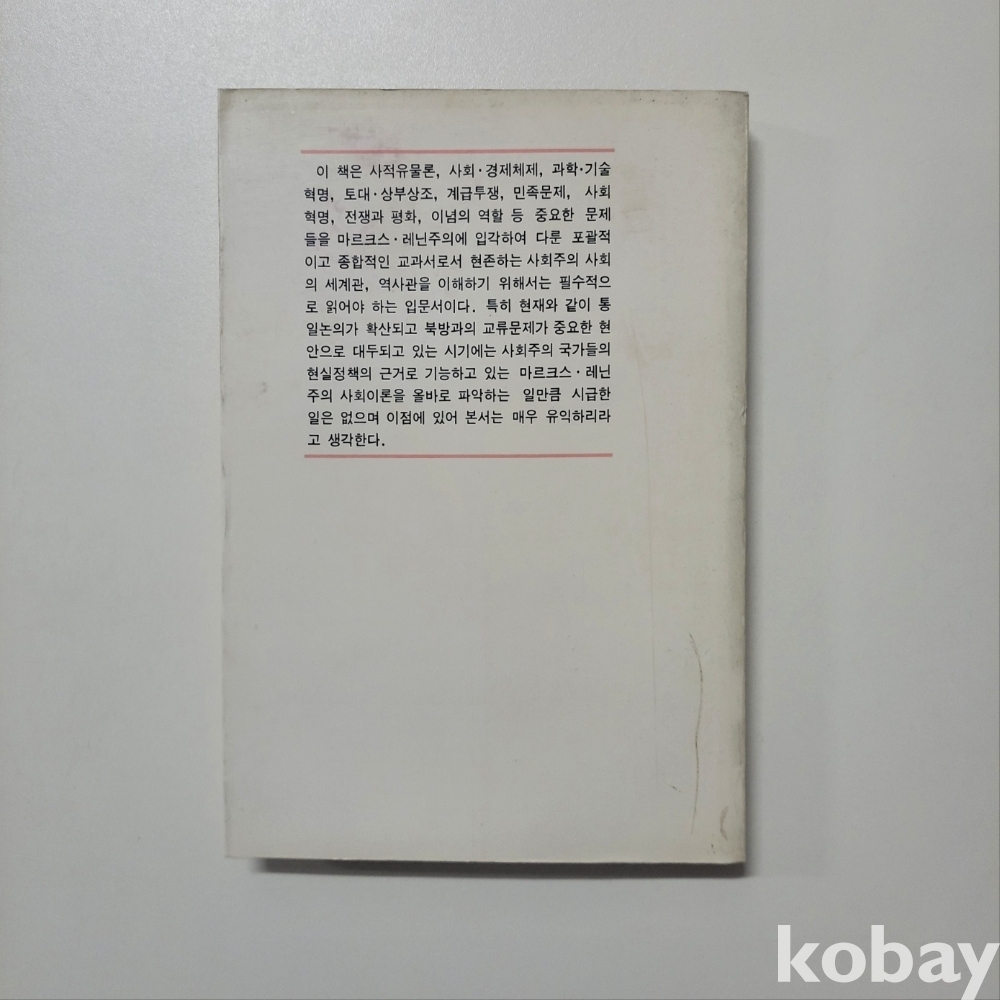 이 책은 사적유물론, 사회·경제체제, 과학·기술
혁명, 토대·상부상조, 계급투쟁, 민족문제, 사회
혁명, 전쟁과 평화, 이념의 역할 등 중요한 문제
들을 마르크스·레닌주의에 입각하여 다룬 포괄적
이고 종합적인 교과서로서 현존하는 사회주의 사회
의 세계관, 역사관을 이해하기 위해서는 필수적으
로 읽어야 하는 입문서이다. 특히 현재와 같이 통
일논의가 확산되고 북방과의 교류문제가 중요한 현
안으로 대두되고 있는 시기에는 사회주의 국가들의
현실정책의 근거로 기능하고 있는 마르크스·레닌
주의 사회이론을 올바로 파악하는 일만큼 시급한
일은 없으며 이점에 있어 본서는 매우 유익하리라
고 생각한다.
kobay